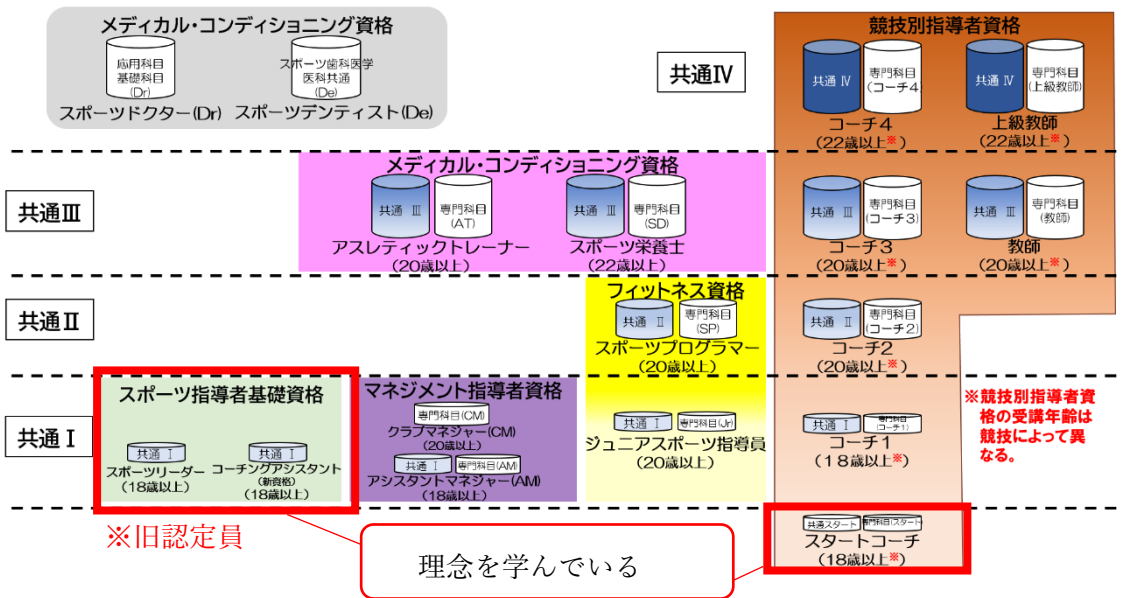 メディカル・コンディショニング資格
応用科目
基礎科目
(Dr)
スポーツドクター(Dr)
スポーツ歯科医学
医科共通
(De)
スポーツデンティスト(De)
共通Ⅳ
競技別指導者資格
共通 Ⅳ
専門科目
(コーチ4)
コーチ4
(22歳以上※)
共通 Ⅳ
専門科目
(上級教師)
上級教師
(22歳以上※)
共通Ⅲ
メディカル・コンディショニング資格
共通 Ⅲ
専門科目
(AT)
アスレティックトレーナー
(20歳以上)
共通 Ⅲ
専門科目
(SD)
スポーツ栄養士
(22歳以上)
共通 Ⅲ
専門科目
(コーチ3)
コーチ3
(20歳以上※)
共通 Ⅲ
専門科目
(教師)
教師
(20歳以上※)
共通Ⅱ
フィットネス資格
共通 Ⅱ
専門科目
(SP)
スポーツプログラマー
(20歳以上)
共通 Ⅱ
専門科目
(コーチ2)
コーチ2
(20歳以上※)
共通Ⅰ
スポーツ指導者基礎資格
共通 Ⅰ
スポーツリーダー
(18歳以上)
共通 Ⅰ
コーチングアシスタント
(新資格)
(18歳以上)
マネジメント指導者資格
専門科目(CM)
クラブマネジャー(CM)
(20歳以上)
共通 Ⅰ
専門科目(AM)
アシスタントマネジャー(AM)
(18歳以上)
共通 Ⅰ
専門科目(Jr)
ジュニアスポーツ指導員
(20歳以上)
共通 Ⅰ
専門科目
(コーチ1)
コーチ1
(18歳以上※)
※競技別指導者資
格の受講年齢は
競技によって異
なる。
※旧認定員
理念を学んでいる
共通スタート
専門科目(スタート)
スタートコーチ
(18歳以上※)